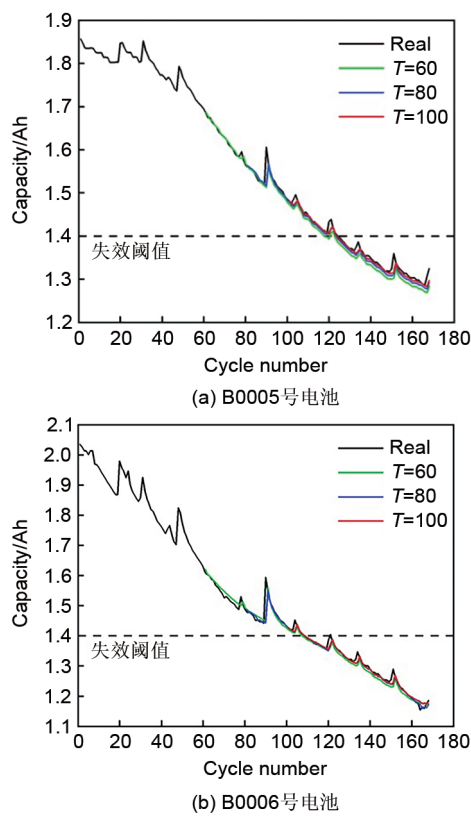 1.9
1.8
1.7
1.6
1.5
1.4
1.3
1.2
Capacity/Ah
Real
T=60
T=80
T=100
失效阈值
0 20 40 60 80 100 120 140 160 180
Cycle number
(a) B0005号电池
2.1
2.0
1.9
1.8
1.7
1.6
1.5
1.4
1.3
1.2
1.1
Capacity/Ah
Real
T=60
T=80
T=100
失效阈值
0 20 40 60 80 100 120 140 160 180
Cycle number
(b) B0006号电池